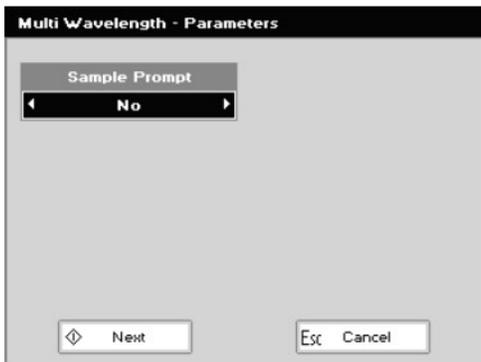 Multi Wavelength - Parameters
Sample Prompt
No
Next
Esc Cancel